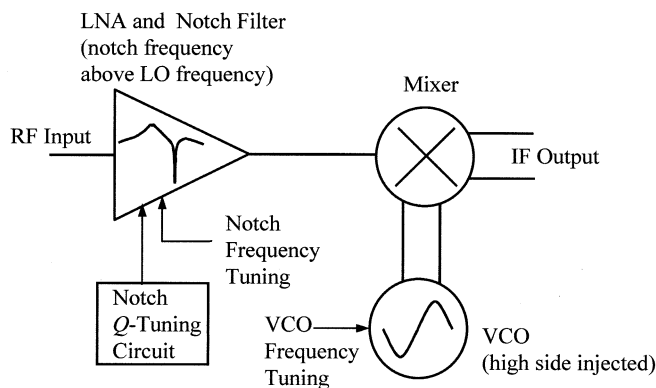 LNA and Notch Filter
(notch frequency
above LO frequency)
Mixer
RF Input
IF Output
Notch
Frequency
Tuning
Notch
Q-Tuning
Circuit
VCO
Frequency
Tuning
VCO
(high side injected)